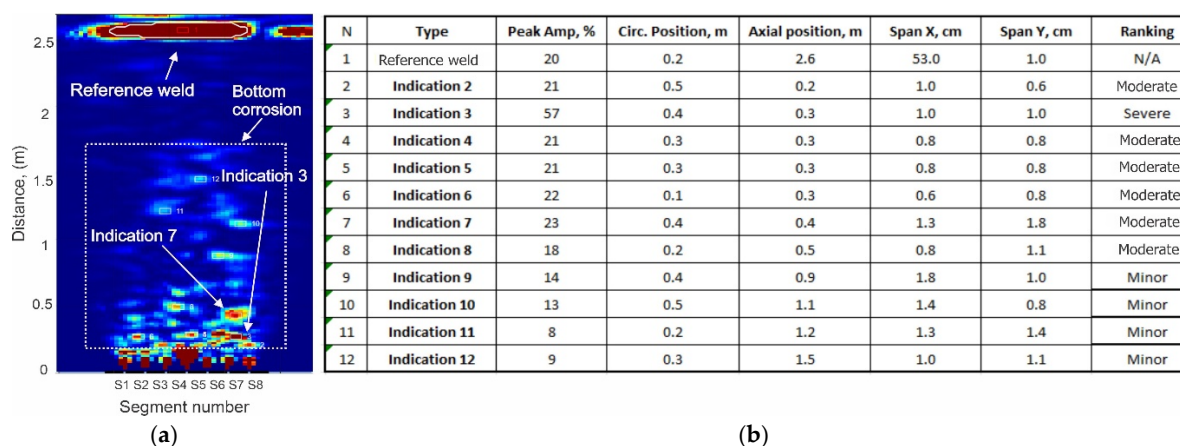 2.5
Reference weld
Bottom
corrosion
2
Indication 3
1.5
12
11
10
Indication 7
1
0.5
0
Distance, (m)
S1 S2 S3 S4 S5 S6 S7 S8
Segment number
(a)
N Type Peak Amp, % Circ. Position, m Axial position, m Span X, cm Span Y, cm Ranking
1 Reference weld 20 0.2 2.6 53.0 1.0 N/A
2 Indication 2 21 0.5 0.2 1.0 0.6 Moderate
3 Indication 3 57 0.4 0.3 1.0 1.0 Severe
4 Indication 4 21 0.3 0.3 0.8 0.8 Moderate
5 Indication 5 21 0.3 0.3 0.8 0.8 Moderate
6 Indication 6 22 0.1 0.3 0.6 0.8 Moderate
7 Indication 7 23 0.4 0.4 1.3 1.8 Moderate
8 Indication 8 18 0.2 0.5 0.8 1.1 Moderate
9 Indication 9 14 0.4 0.9 1.8 1.0 Minor
10 Indication 10 13 0.5 1.1 1.4 0.8 Minor
11 Indication 11 8 0.2 1.2 1.3 1.4 Minor
12 Indication 12 9 0.3 1.5 1.0 1.1 Minor
(b)